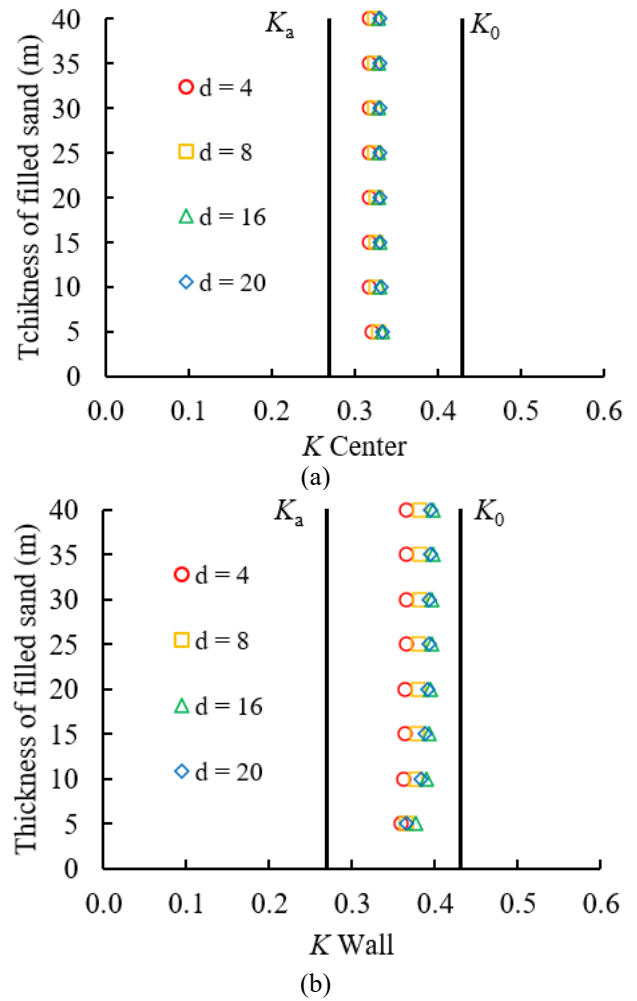 Ka
K0
40
35
30
25
20
15
10
5
0
Tchikness of filled sand (m)
d = 4
d = 8
d = 16
d = 20
0.0 0.1 0.2 0.3 0.4 0.5 0.6
K Center
(a)
Ka
K0
40
35
30
25
20
15
10
5
0
Thickness of filled sand (m)
d = 4
d = 8
d = 16
d = 20
0.0 0.1 0.2 0.3 0.4 0.5 0.6
K Wall
(b)